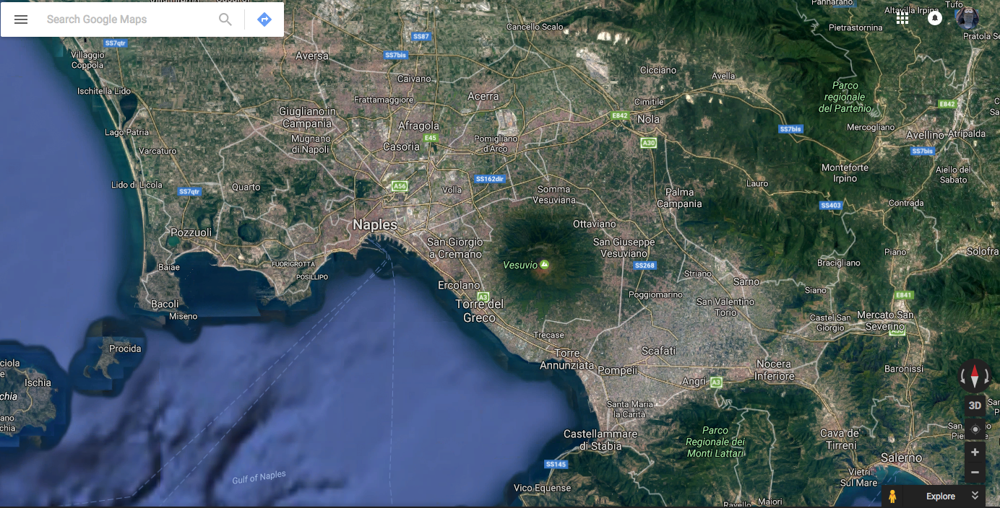 Panarano
Altavilla Irpina
Tufo
Search Google Maps
Cancello Scalo
Pietrastornina
SS87
Pratola Se
SS7qtr
Villaggio
Coppola
Aversa
SS7bis
Cicciano
Avella
Caivano
Ischitella Lido
Frattamaggiore
Acerra
Cimitile
Parco
regionale
del Partenio
E842
Giugliano in
Campania
E842
Nola
Lago Patria
Afragola
SS7bis
Mercogliano
Avellino
Atripalda
Mugnano
di Napoli
E45
Casoria
Pomigliano
d'Arco
A30
Varcaturo
SS7bis
Monteforte
Irpino
Aiello del
Sabato
Lido di Licola
SS7qtr
Quarto
A56
Volla
SS162dir
Somma
Vesuviana
Lauro
Palma
Campania
SS403
Contrada
Naples
Pozzuoli
Ottaviano
San Giorgio
a Cremano
San Giuseppe
Vesuviano
Piano
Solofra
Baiae
FUORIGROTTA
POSILLIPO
Vesuvio
SS268
Bracigliano
Striano
Sarno
Ercolano
A3
Torre del
Greco
Poggiomarino
San Valentino
Torio
Siano
E841
Bacoli
Miseno
Castel San
Giorgio
Mercato San
Severino
Trecase
Procida
Torre
Annunziata
Scafati
Pompeii
Nocera
Inferiore
Baronissi
Ischia
Angri
A3
Santa Maria
la Carità
3D
Castellammare
di Stabia
Parco
Regionale dei
Monti Lattari
Cava de'
Tirreni
Salerno
SS145
Gulf of Naples
Vico Equense
Vietri
Sul Mare
Ravello
Maiori
Explore